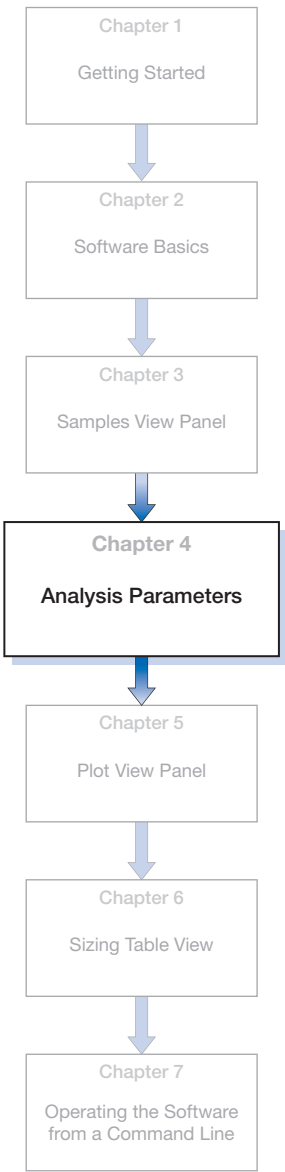 Chapter 1
Getting Started
Chapter 2
Software Basics
Chapter 3
Samples View Panel
Chapter 4
Analysis Parameters
Chapter 5
Plot View Panel
Chapter 6
Sizing Table View
Chapter 7
Operating the Software
from a Command Line